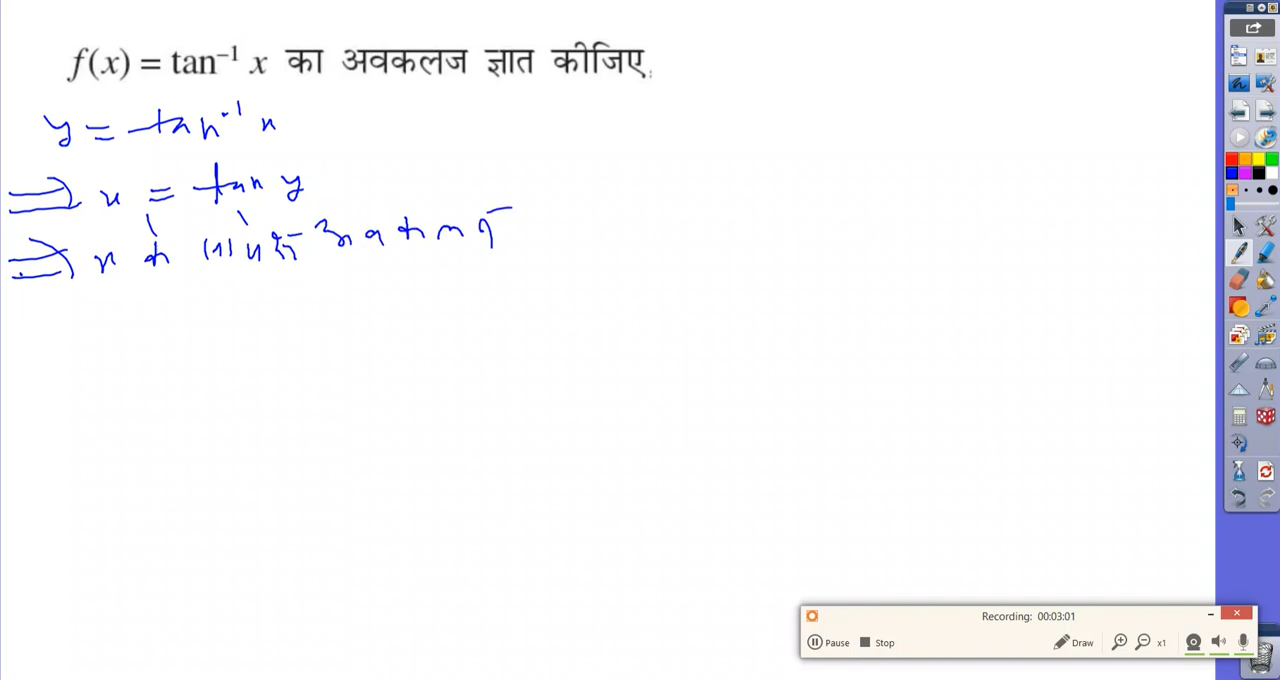 f(x) = tan⁻¹ x का अवकलज ज्ञात कीजिए
y = tan⁻¹ x
⇒ x = tan y
⇒ x के सापेक्ष अवकलन
Recording: 00:03:01
Pause Stop Draw x1